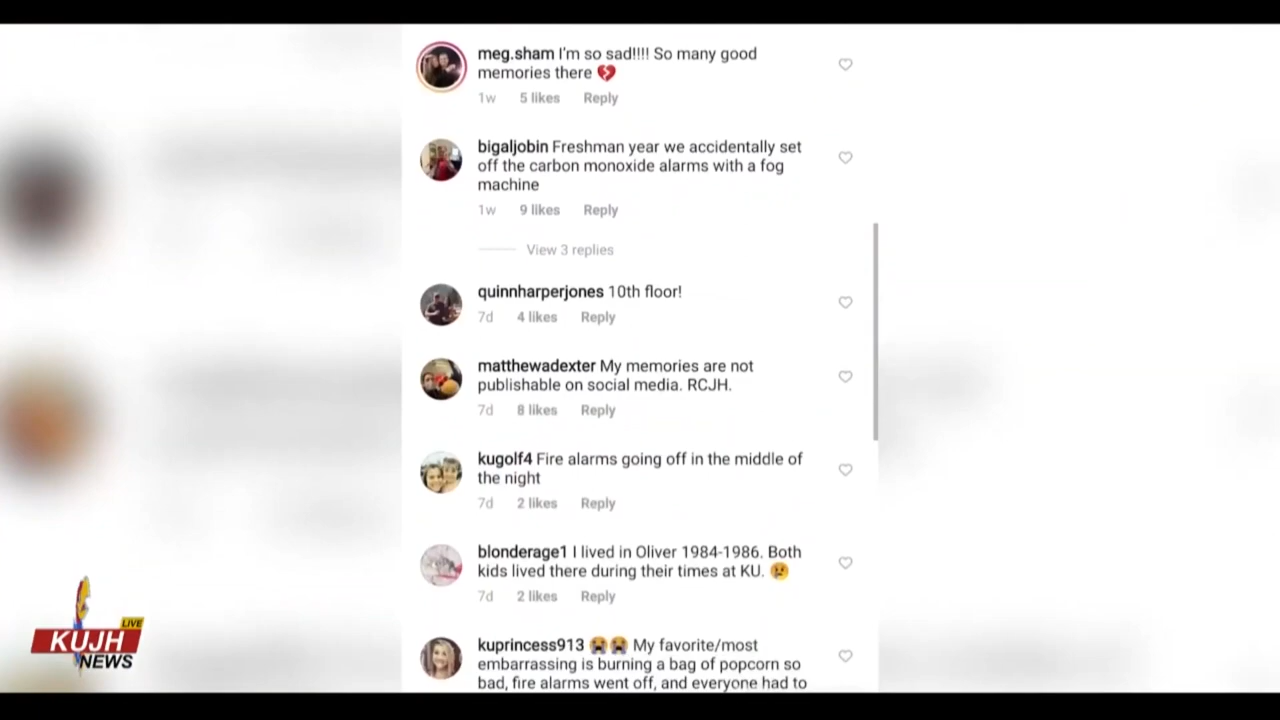 meg.sham I'm so sad!!!! So many good
memories there 💔
1w 5 likes Reply
bigaljobin Freshman year we accidentally set
off the carbon monoxide alarms with a fog
machine
1w 9 likes Reply
View 3 replies
quinnharperjones 10th floor!
7d 4 likes Reply
matthewadexter My memories are not
publishable on social media. RCJH.
7d 8 likes Reply
kugolf4 Fire alarms going off in the middle of
the night
7d 2 likes Reply
blonderage1 I lived in Oliver 1984-1986. Both
kids lived there during their times at KU. 😢
7d 2 likes Reply
kuprincess913 😭😭 My favorite/most
embarrassing is burning a bag of popcorn so
bad, fire alarms went off, and everyone had to
LIVE
KUJH
NEWS